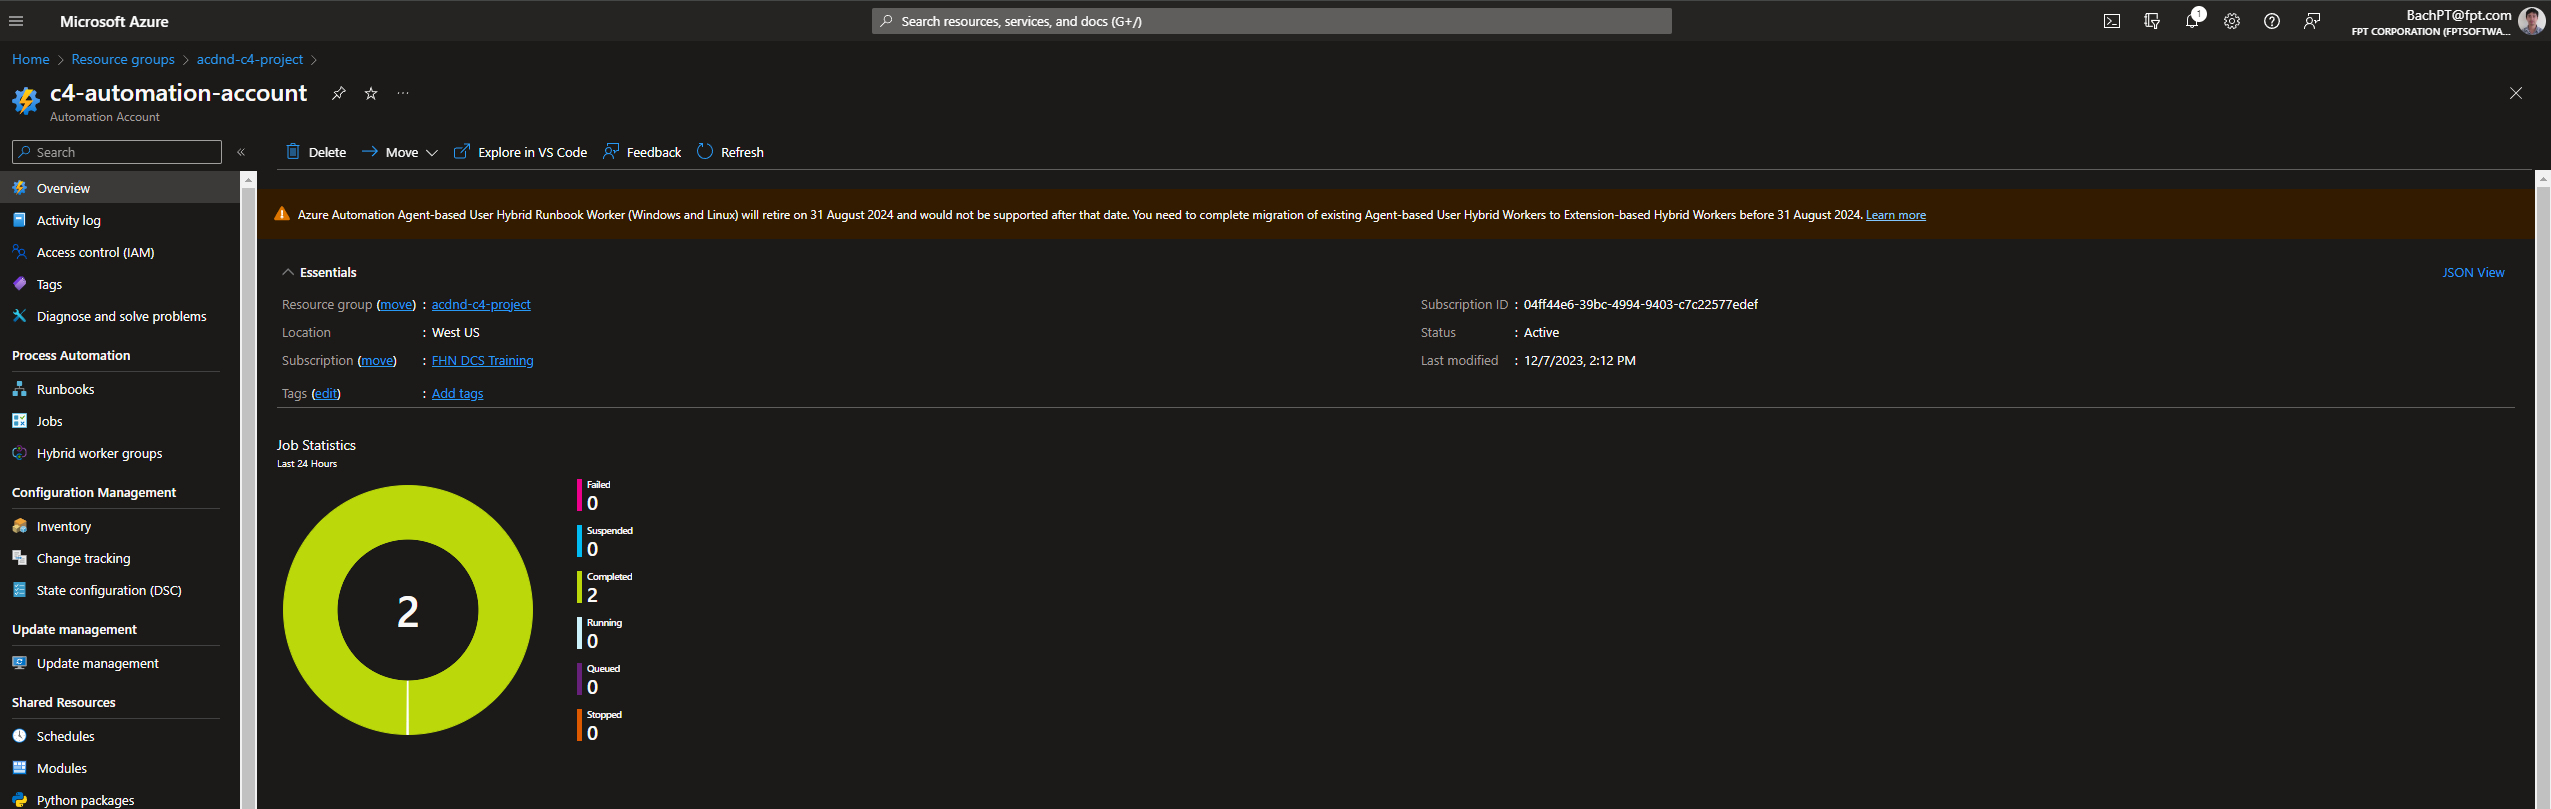 Microsoft Azure
Search resources, services, and docs (G+/)
1
BachPT@fpt.com
FPT CORPORATION (FPTSOFTWA...
Home > Resource groups > acdnd-c4-project >
c4-automation-account
Automation Account
Search
Delete
Move
Explore in VS Code
Feedback
Refresh
Overview
Activity log
Access control (IAM)
Tags
Diagnose and solve problems
Process Automation
Runbooks
Jobs
Hybrid worker groups
Configuration Management
Inventory
Change tracking
State configuration (DSC)
Update management
Update management
Shared Resources
Schedules
Modules
Python packages
Azure Automation Agent-based User Hybrid Runbook Worker (Windows and Linux) will retire on 31 August 2024 and would not be supported after that date. You need to complete migration of existing Agent-based User Hybrid Workers to Extension-based Hybrid Workers before 31 August 2024. Learn more
Essentials
JSON View
Resource group (move) : acdnd-c4-project
Location : West US
Subscription (move) : FHN DCS Training
Tags (edit) : Add tags
Subscription ID : 04ff44e6-39bc-4994-9403-c7c22577edef
Status : Active
Last modified : 12/7/2023, 2:12 PM
Job Statistics
Last 24 Hours
2
Failed
0
Suspended
0
Completed
2
Running
0
Queued
0
Stopped
0